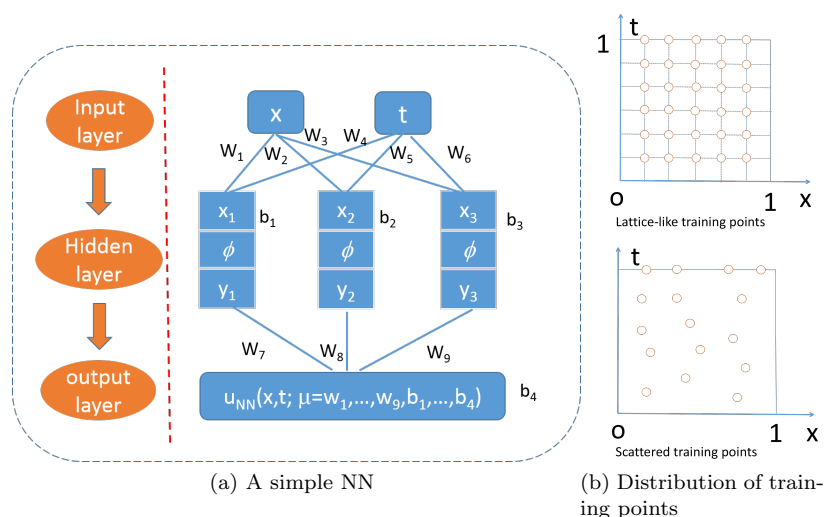 Input
layer
Hidden
layer
output
layer
x
t
W1
W2
W3
W4
W5
W6
x1
ϕ
y1
b1
x2
ϕ
y2
b2
x3
ϕ
y3
b3
W7
W8
W9
uNN(x,t; μ=w1,...,w9,b1,...,b4)
b4
(a) A simple NN
t
1
o
1
x
Lattice-like training points
t
o
1
x
Scattered training points
(b) Distribution of train-
ing points